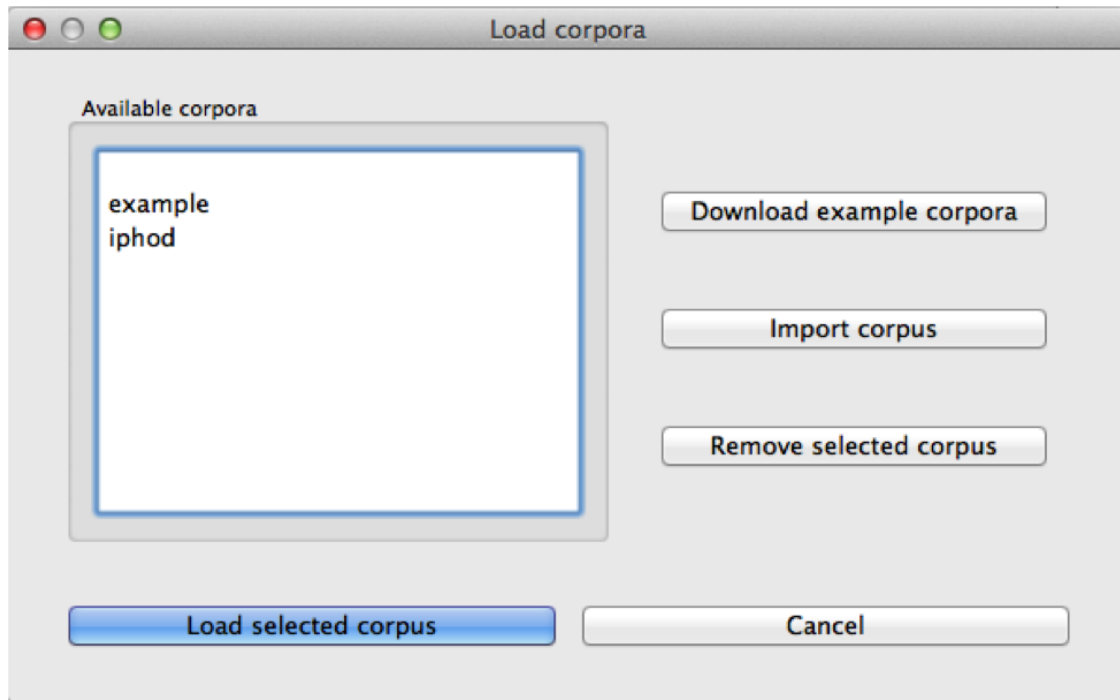 Load corpora
Available corpora
example
iphod
Download example corpora
Import corpus
Remove selected corpus
Load selected corpus
Cancel